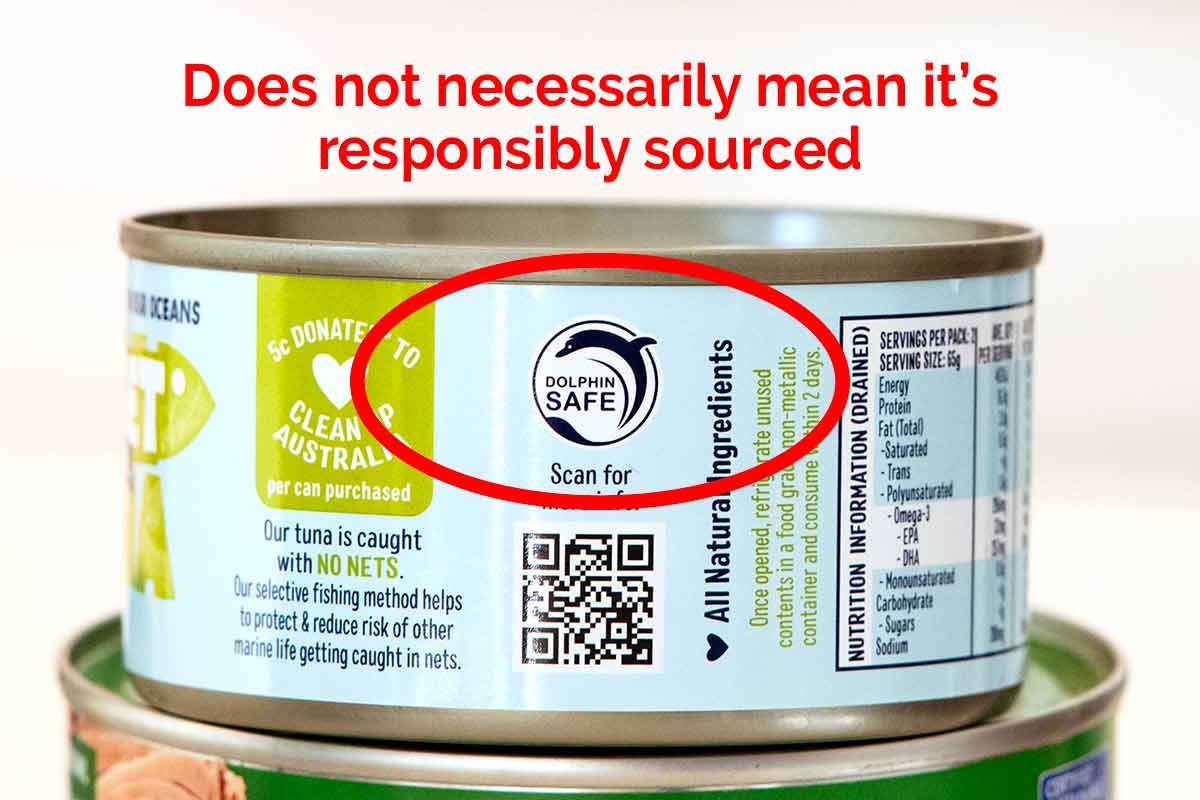 Does not necessarily mean it's
responsibly sourced
OCEANS
5c DONATE TO
CLEAN UP
AUSTRALIA
per can purchased
Our tuna is caught
with NO NETS.
Our selective fishing method helps
to protect & reduce risk of other
marine life getting caught in nets.
DOLPHIN
SAFE
Scan for
All Natural Ingredients
Once opened, refrigerate unused
contents in a food grade non-metallic
container and consume within 2 days.
NUTRITION INFORMATION (DRAINED)
SERVINGS PER PACK:
SERVING SIZE: 65g
PER SERVING
Energy
Protein
Fat (Total)
-Saturated
- Trans
- Polyunsaturated
- Omega-3
- EPA
- DHA
- Monounsaturated
Carbohydrate
- Sugars
Sodium